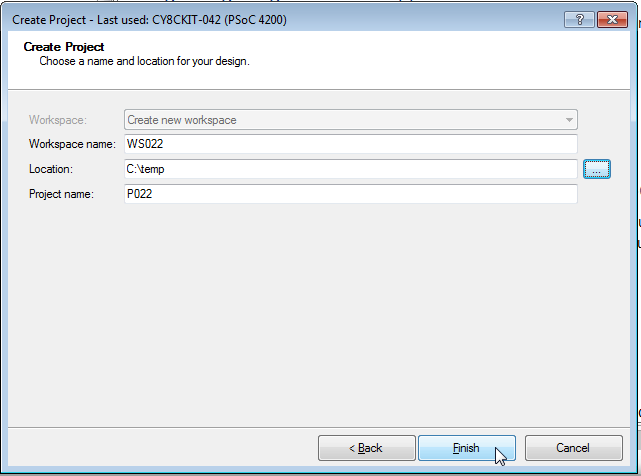 Create Project - Last used: CY8CKIT-042 (PSoC 4200)
?
Create Project
Choose a name and location for your design.
Workspace: Create new workspace
Workspace name: WS022
Location: C:\temp ...
Project name: P022
< Back Finish Cancel